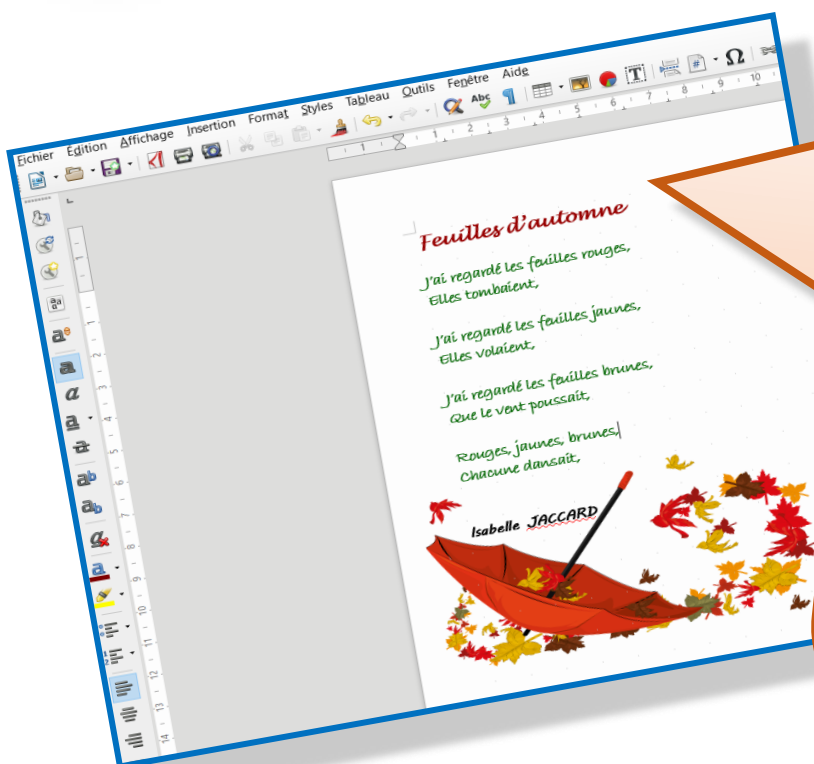 Fichier Edition Affichage Insertion Format Styles Tableau Outils Fenêtre Aide
Feuilles d'automne
J'ai regardé les feuilles rouges,
Elles tombaient,
J'ai regardé les feuilles jaunes,
Elles volaient,
J'ai regardé les feuilles brunes,
Que le vent poussait,
Rouges, jaunes, brunes,
Chacune dansait,
Isabelle JACCARD